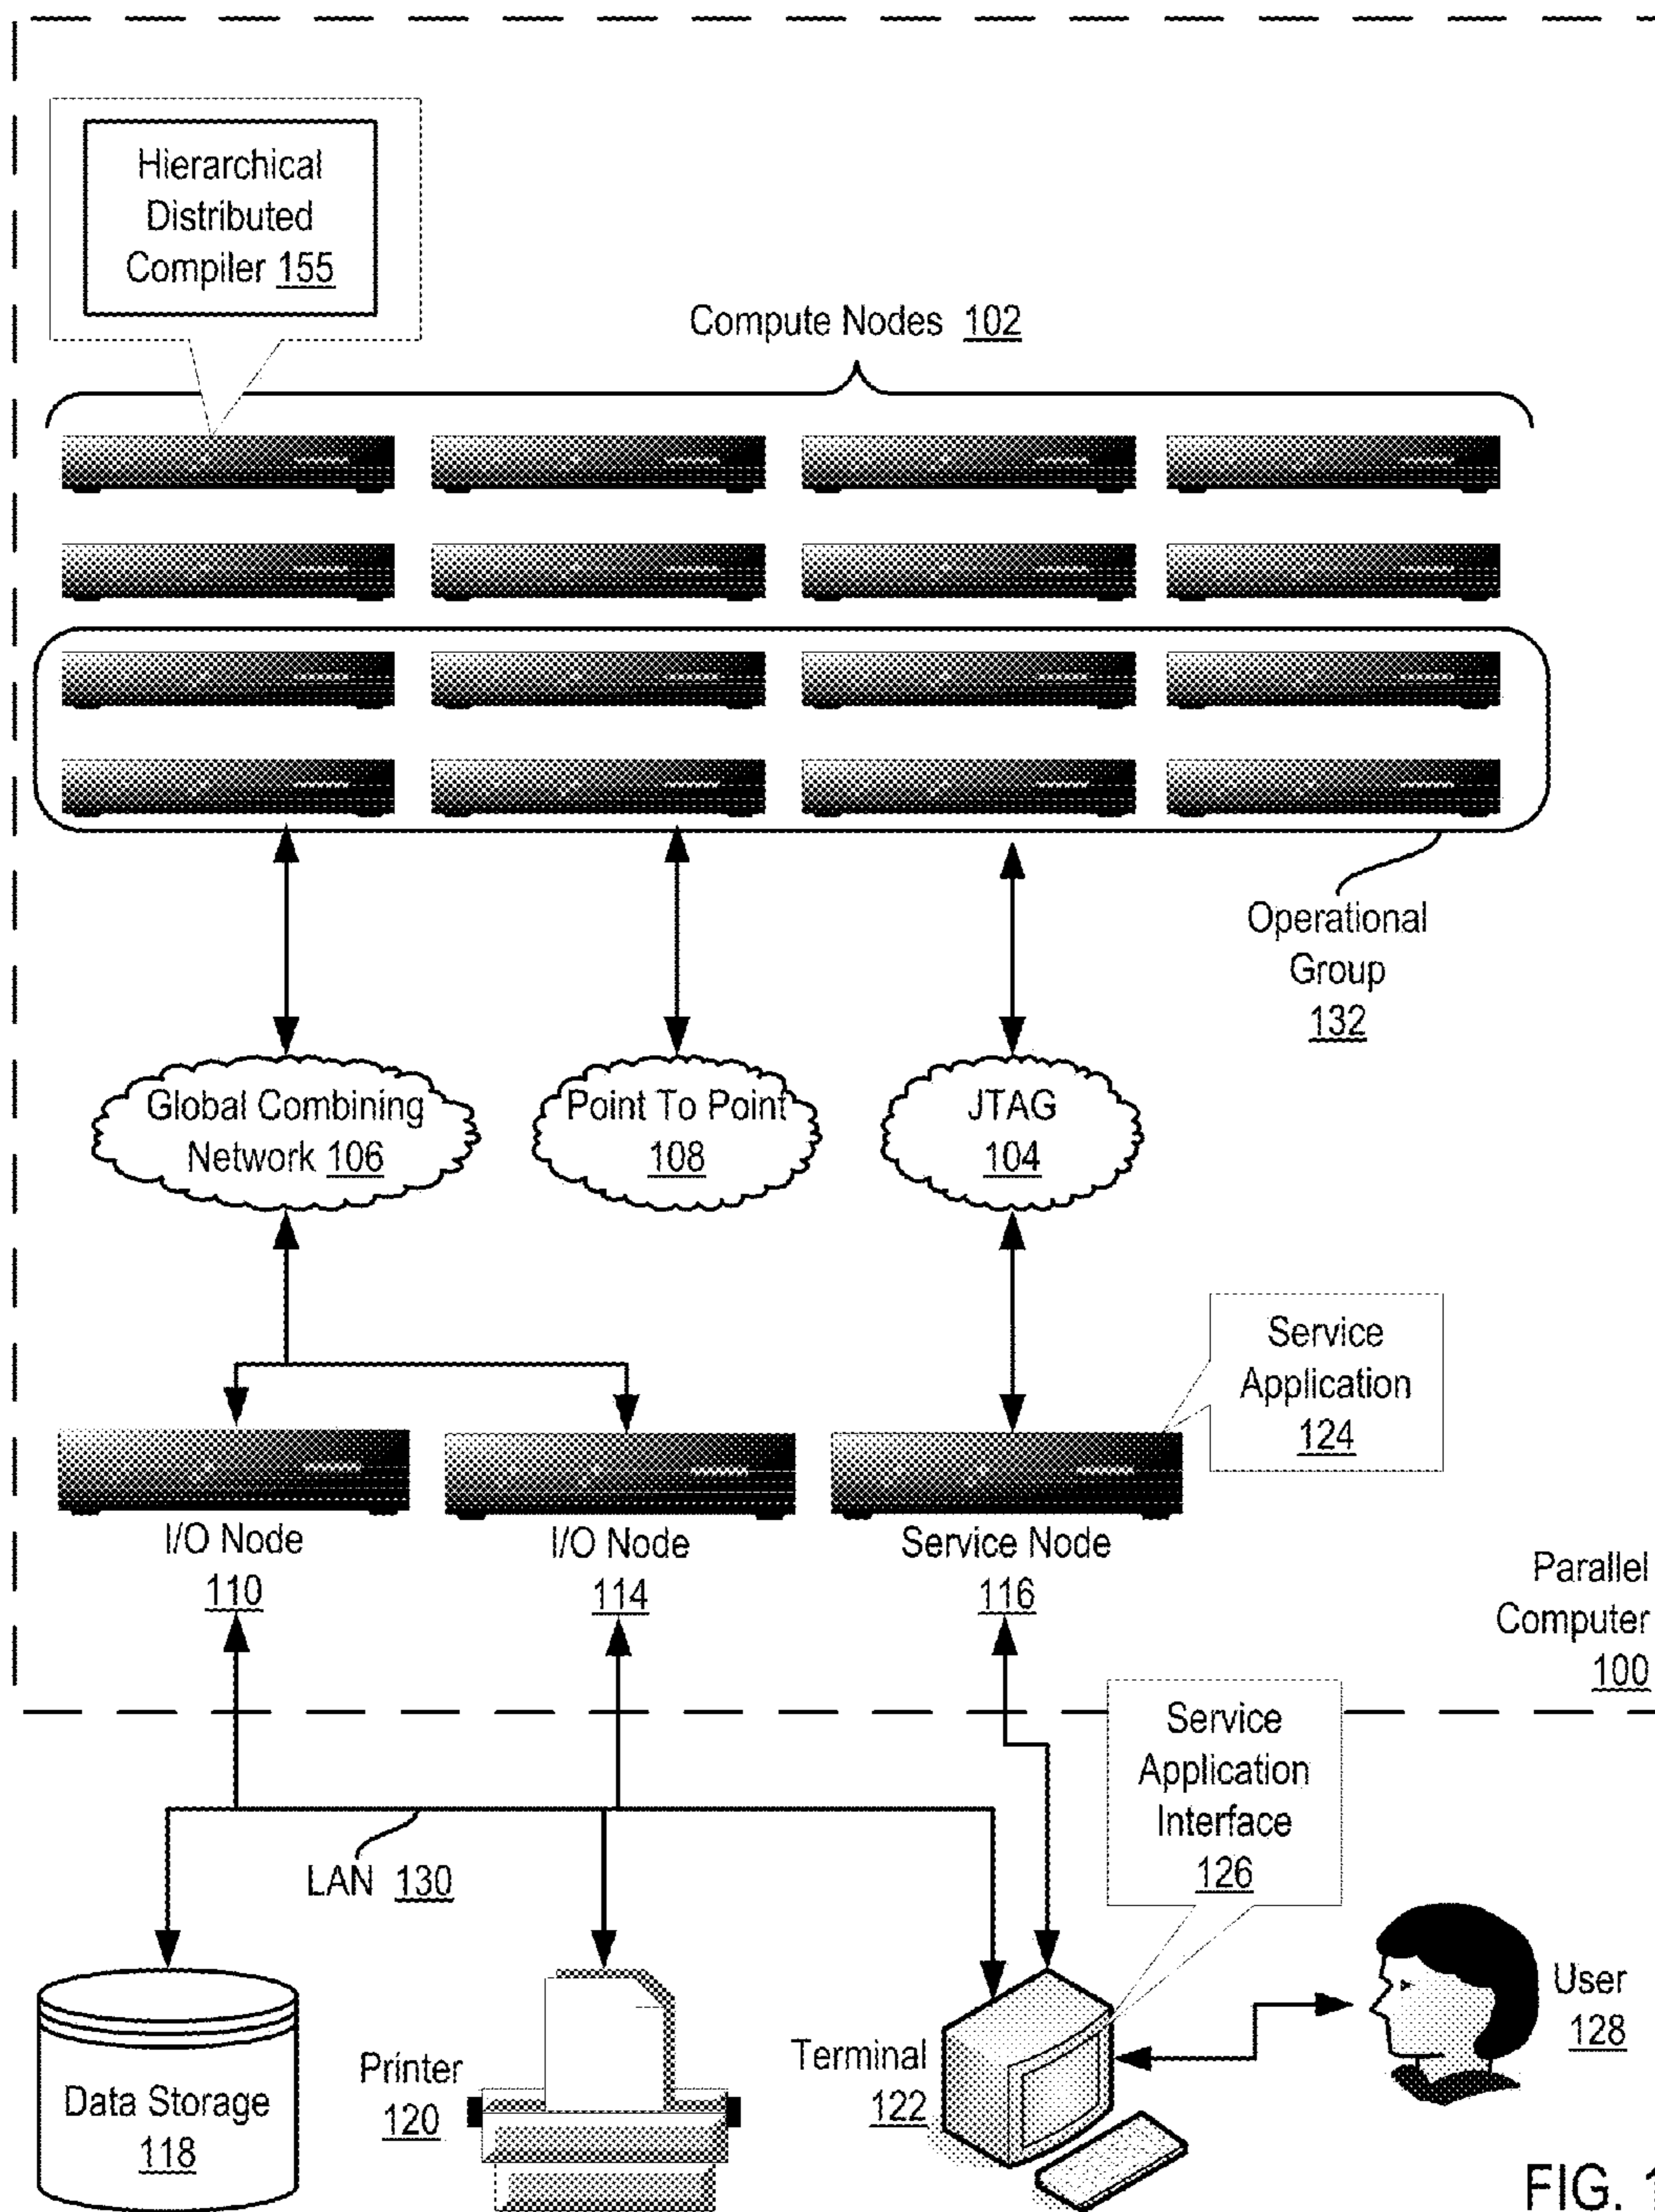 Hierarchical
Distributed
Compiler 155
Compute Nodes 102
Operational
Group
132
Global Combining
Network 106
Point To Point
108
JTAG
104
Service
Application
124
I/O Node
110
I/O Node
114
Service Node
116
Parallel
Computer
100
Service
Application
Interface
126
LAN 130
Data Storage
118
Printer
120
Terminal
122
User
128
FIG. 1